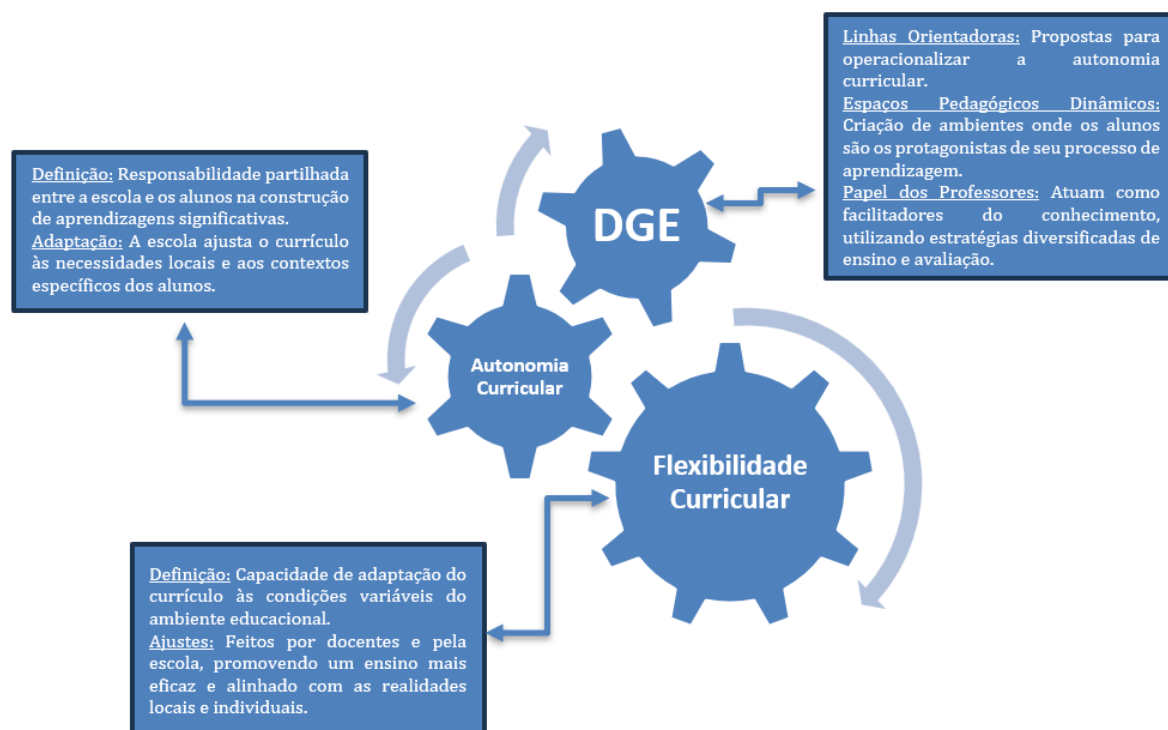 Linhas Orientadoras: Propostas para
operacionalizar a autonomia
curricular.
Espaços Pedagógicos Dinâmicos:
Criação de ambientes onde os alunos
são os protagonistas de seu processo de
aprendizagem.
Papel dos Professores: Atuam como
facilitadores do conhecimento,
utilizando estratégias diversificadas de
ensino e avaliação.
Definição: Responsabilidade partilhada
entre a escola e os alunos na construção
de aprendizagens significativas.
Adaptação: A escola ajusta o currículo
às necessidades locais e aos contextos
específicos dos alunos.
DGE
Autonomia
Curricular
Flexibilidade
Curricular
Definição: Capacidade de adaptação do
currículo às condições variáveis do
ambiente educacional.
Ajustes: Feitos por docentes e pela
escola, promovendo um ensino mais
eficaz e alinhado com as realidades
locais e individuais.